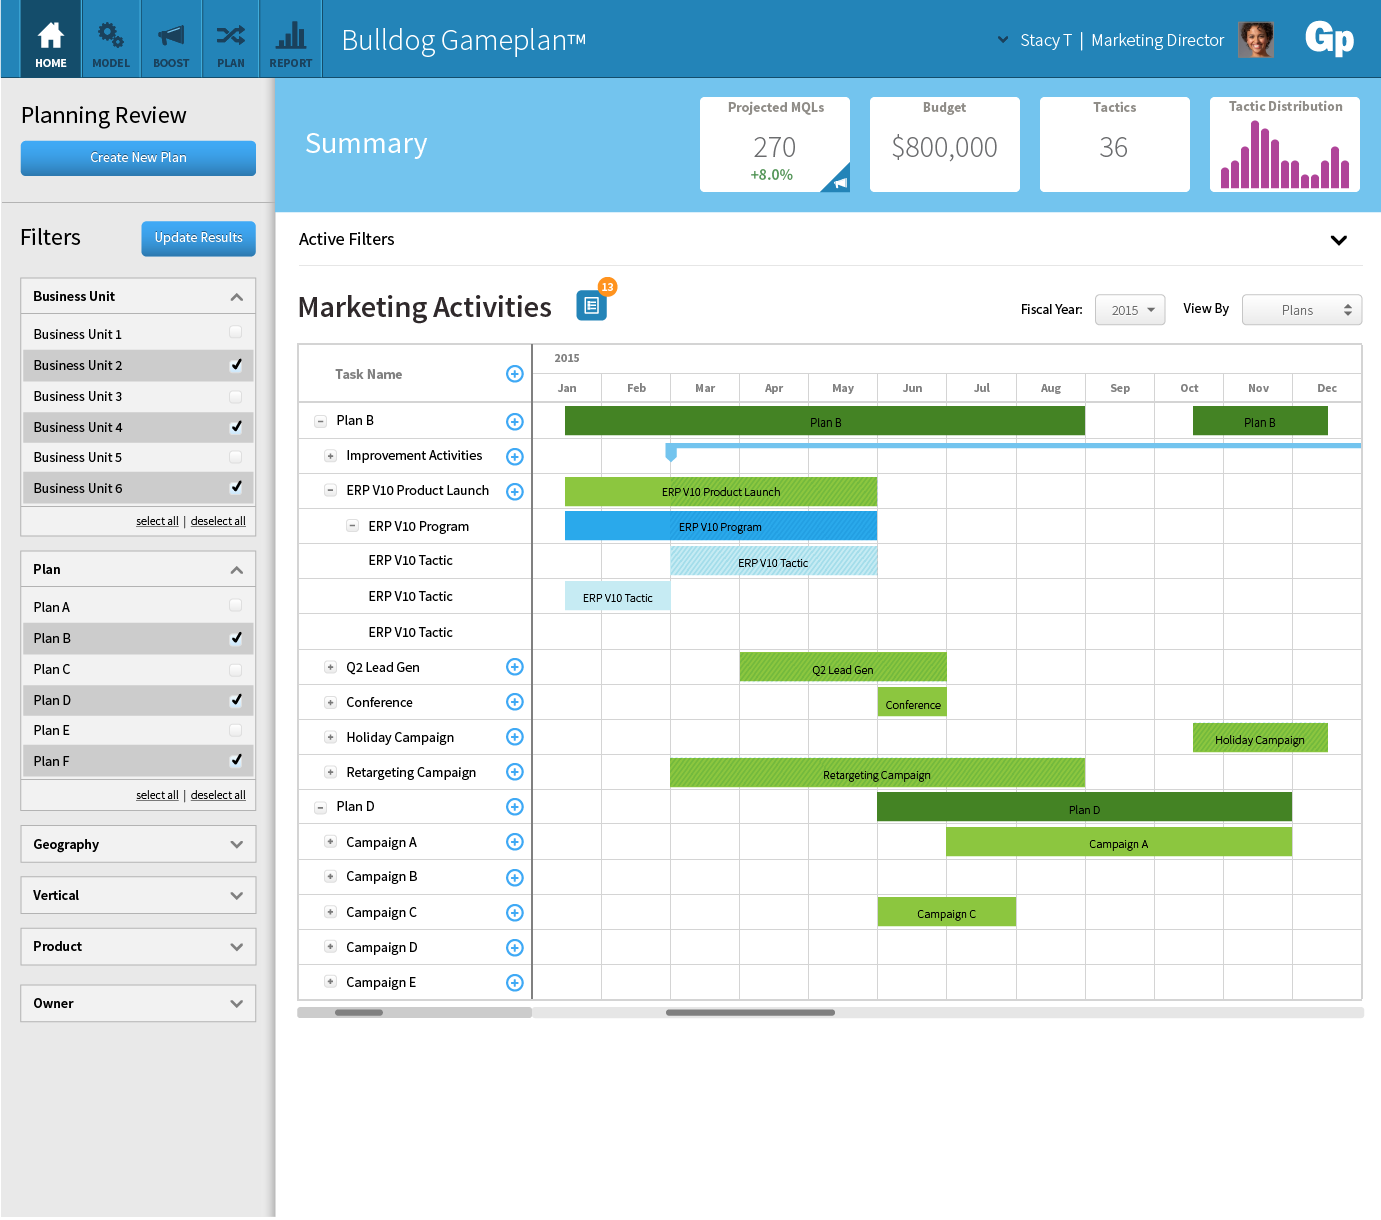 HOME MODEL BOOST PLAN REPORT
Bulldog Gameplan™
Stacy T | Marketing Director
Gp
Planning Review
Create New Plan
Filters
Update Results
Business Unit
Business Unit 1
Business Unit 2
Business Unit 3
Business Unit 4
Business Unit 5
Business Unit 6
select all | deselect all
Plan
Plan A
Plan B
Plan C
Plan D
Plan E
Plan F
select all | deselect all
Geography
Vertical
Product
Owner
Summary
Projected MQLs
270
+8.0%
Budget
$800,000
Tactics
36
Tactic Distribution
Active Filters
Marketing Activities 13
Fiscal Year: 2015 View By Plans
Task Name
2015
Jan Feb Mar Apr May Jun Jul Aug Sep Oct Nov Dec
Plan B Plan B Plan B
Improvement Activities
ERP V10 Product Launch ERP V10 Product Launch
ERP V10 Program ERP V10 Program
ERP V10 Tactic ERP V10 Tactic
ERP V10 Tactic ERP V10 Tactic
ERP V10 Tactic
Q2 Lead Gen Q2 Lead Gen
Conference Conference
Holiday Campaign Holiday Campaign
Retargeting Campaign Retargeting Campaign
Plan D Plan D
Campaign A Campaign A
Campaign B
Campaign C Campaign C
Campaign D
Campaign E